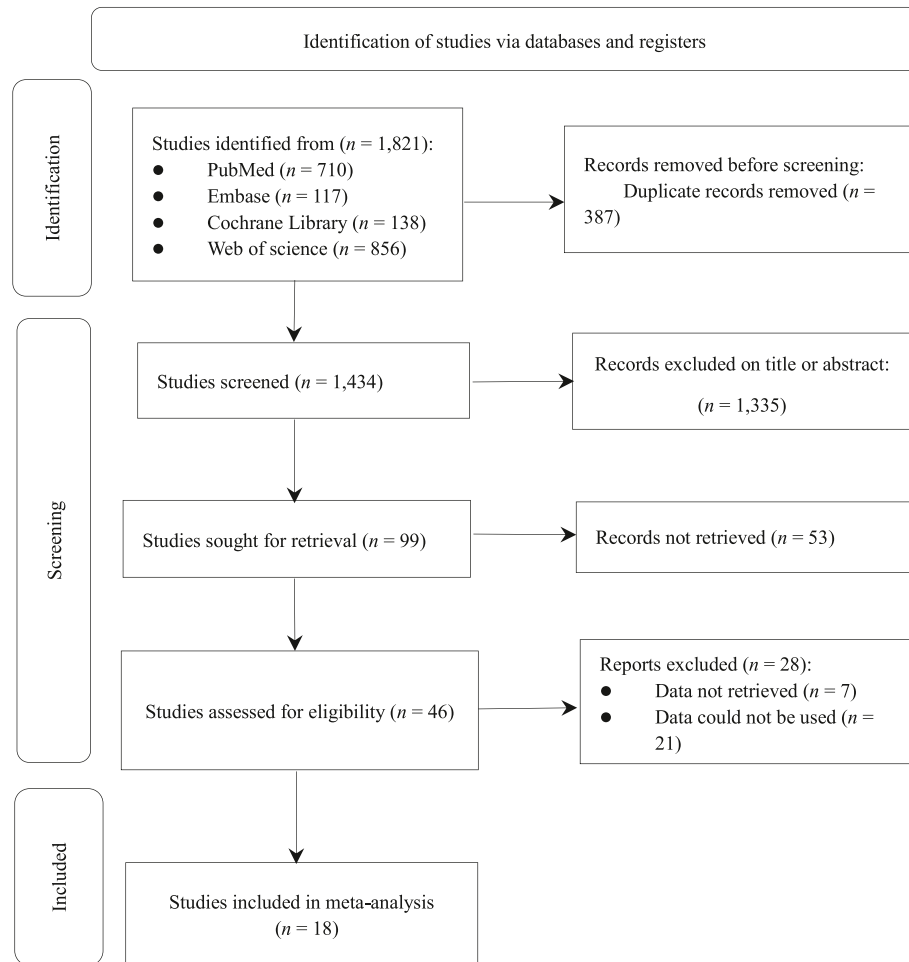 Identification of studies via databases and registers
Identification
Studies identified from (n = 1,821):
● PubMed (n = 710)
● Embase (n = 117)
● Cochrane Library (n = 138)
● Web of science (n = 856)
Records removed before screening:
Duplicate records removed (n =
387)
Screening
Studies screened (n = 1,434)
Records excluded on title or abstract:
(n = 1,335)
Studies sought for retrieval (n = 99)
Records not retrieved (n = 53)
Studies assessed for eligibility (n = 46)
Reports excluded (n = 28):
● Data not retrieved (n = 7)
● Data could not be used (n =
21)
Included
Studies included in meta-analysis
(n = 18)